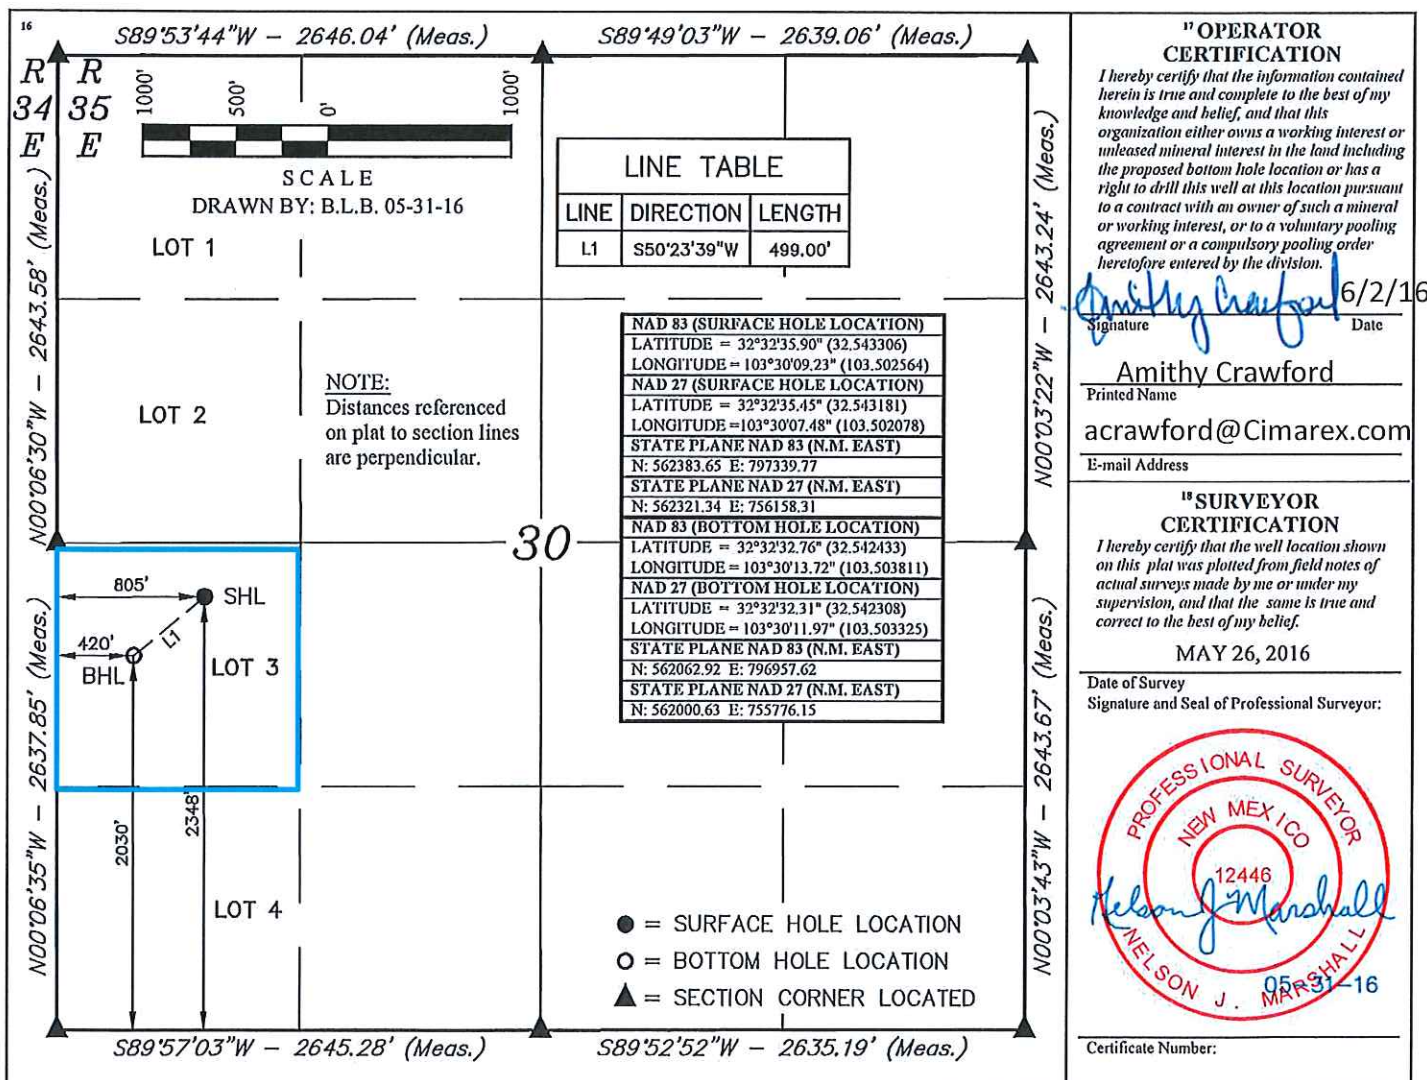 16
S89°53'44"W – 2646.04' (Meas.)
S89°49'03"W – 2639.06' (Meas.)
R R
34 35
E E
1000'
500'
0'
1000'
SCALE
DRAWN BY: B.L.B. 05-31-16
LOT 1
LINE TABLE
LINE DIRECTION LENGTH
L1 S50°23'39"W 499.00'
N00°06'30"W – 2643.58' (Meas.)
N00°03'22"W – 2643.24' (Meas.)
LOT 2
NOTE:
Distances referenced
on plat to section lines
are perpendicular.
NAD 83 (SURFACE HOLE LOCATION)
LATITUDE = 32°32'35.90" (32.543306)
LONGITUDE = 103°30'09.23" (103.502564)
NAD 27 (SURFACE HOLE LOCATION)
LATITUDE = 32°32'35.45" (32.543181)
LONGITUDE =103°30'07.48" (103.502078)
STATE PLANE NAD 83 (N.M. EAST)
N: 562383.65 E: 797339.77
STATE PLANE NAD 27 (N.M. EAST)
N: 562321.34 E: 756158.31
NAD 83 (BOTTOM HOLE LOCATION)
LATITUDE = 32°32'32.76" (32.542433)
LONGITUDE = 103°30'13.72" (103.503811)
NAD 27 (BOTTOM HOLE LOCATION)
LATITUDE = 32°32'32.31" (32.542308)
LONGITUDE = 103°30'11.97" (103.503325)
STATE PLANE NAD 83 (N.M. EAST)
N: 562062.92 E: 796957.62
STATE PLANE NAD 27 (N.M. EAST)
N: 562000.63 E: 755776.15
30
805'
SHL
L1
420'
BHL
LOT 3
N00°06'35"W – 2637.85' (Meas.)
N00°03'43"W – 2643.67' (Meas.)
2030'
2348'
LOT 4
= SURFACE HOLE LOCATION
= BOTTOM HOLE LOCATION
= SECTION CORNER LOCATED
S89°57'03"W – 2645.28' (Meas.)
S89°52'52"W – 2635.19' (Meas.)
17 OPERATOR
CERTIFICATION
I hereby certify that the information contained
herein is true and complete to the best of my
knowledge and belief, and that this
organization either owns a working interest or
unleased mineral interest in the land including
the proposed bottom hole location or has a
right to drill this well at this location pursuant
to a contract with an owner of such a mineral
or working interest, or to a voluntary pooling
agreement or a compulsory pooling order
heretofore entered by the division.
Amithy Crawford 6/2/16
Signature Date
Amithy Crawford
Printed Name
acrawford@Cimarex.com
E-mail Address
18 SURVEYOR
CERTIFICATION
I hereby certify that the well location shown
on this plat was plotted from field notes of
actual surveys made by me or under my
supervision, and that the same is true and
correct to the best of my belief.
MAY 26, 2016
Date of Survey
Signature and Seal of Professional Surveyor:
PROFESSIONAL SURVEYOR
NEW MEXICO
12446
Nelson J Marshall
NELSON J. MARSHALL
05-31-16
Certificate Number: